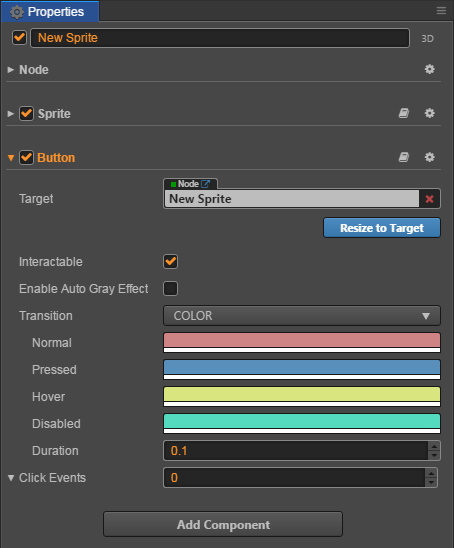 Properties
New Sprite
3D
Node
Sprite
Button
Node
Target
New Sprite
Resize to Target
Interactable
Enable Auto Gray Effect
Transition COLOR
Normal
Pressed
Hover
Disabled
Duration 0.1
Click Events 0
Add Component